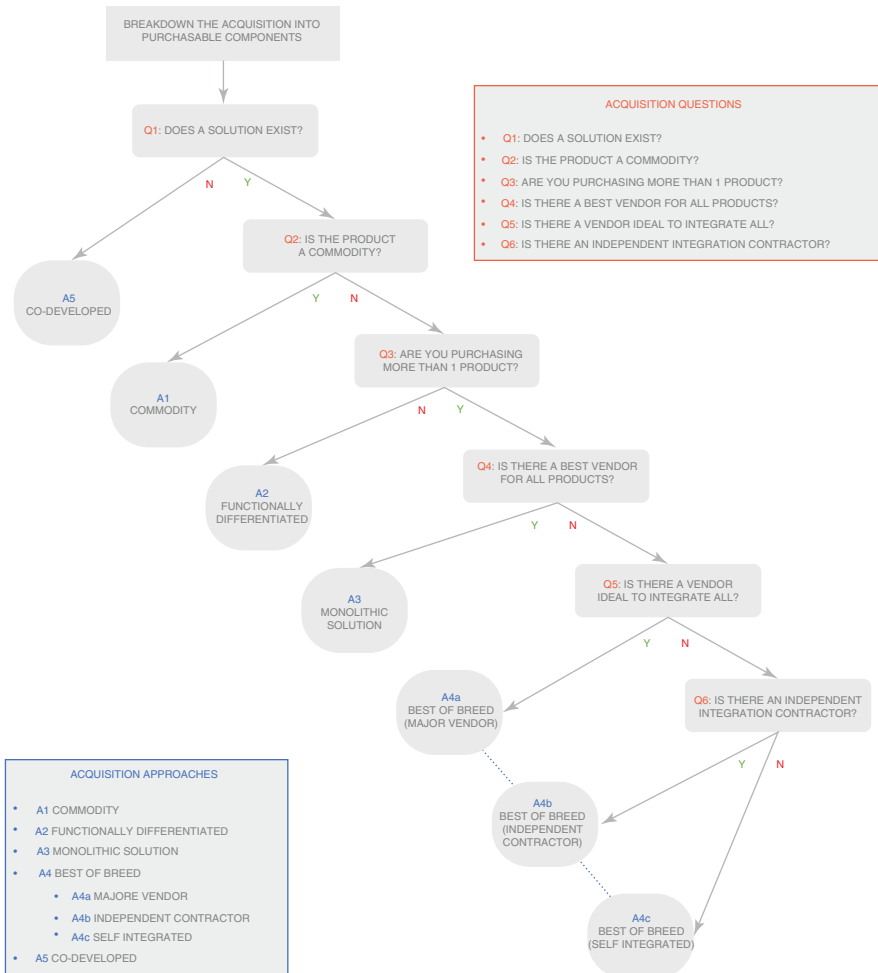 BREAKDOWN THE ACQUISITION INTO
PURCHASABLE COMPONENTS
Q1: DOES A SOLUTION EXIST?
N Y
ACQUISITION QUESTIONS
• Q1: DOES A SOLUTION EXIST?
• Q2: IS THE PRODUCT A COMMODITY?
• Q3: ARE YOU PURCHASING MORE THAN 1 PRODUCT?
• Q4: IS THERE A BEST VENDOR FOR ALL PRODUCTS?
• Q5: IS THERE A VENDOR IDEAL TO INTEGRATE ALL?
• Q6: IS THERE AN INDEPENDENT INTEGRATION CONTRACTOR?
Q2: IS THE PRODUCT
A COMMODITY?
Y N
A5
CO-DEVELOPED
Q3: ARE YOU PURCHASING
MORE THAN 1 PRODUCT?
N Y
A1
COMMODITY
Q4: IS THERE A BEST VENDOR
FOR ALL PRODUCTS?
Y N
A2
FUNCTIONALLY
DIFFERENTIATED
Q5: IS THERE A VENDOR
IDEAL TO INTEGRATE ALL?
Y N
A3
MONOLITHIC
SOLUTION
Q6: IS THERE AN INDEPENDENT
INTEGRATION CONTRACTOR?
Y N
A4a
BEST OF BREED
(MAJOR VENDOR)
A4b
BEST OF BREED
(INDEPENDENT
CONTRACTOR)
A4c
BEST OF BREED
(SELF INTEGRATED)
ACQUISITION APPROACHES
• A1 COMMODITY
• A2 FUNCTIONALLY DIFFERENTIATED
• A3 MONOLITHIC SOLUTION
• A4 BEST OF BREED
• A4a MAJORE VENDOR
• A4b INDEPENDENT CONTRACTOR
• A4c SELF INTEGRATED
• A5 CO-DEVELOPED